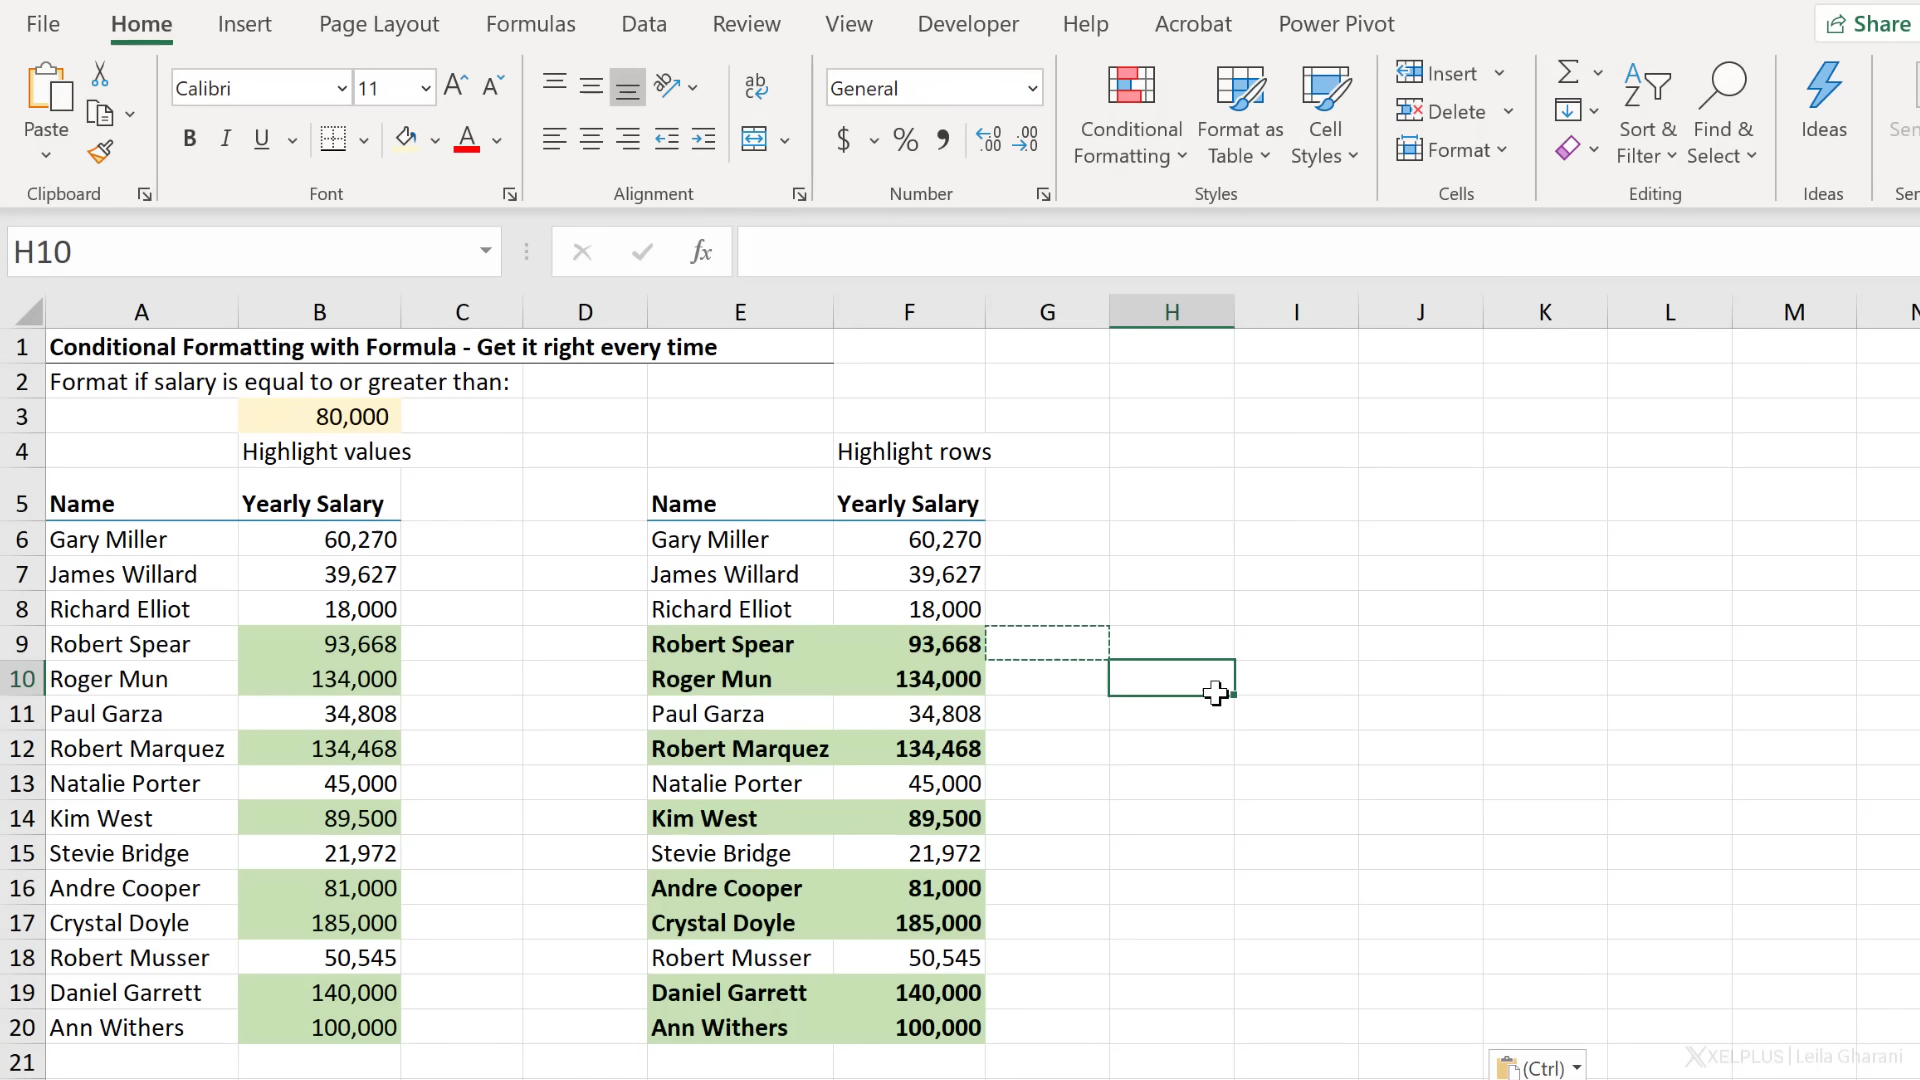 File Home Insert Page Layout Formulas Data Review View Developer Help Acrobat Power Pivot Share
Paste
Clipboard
Calibri 11
B I U A
Font
ab
Alignment
General
$ % ,
Number
Conditional Formatting
Format as Table
Cell Styles
Styles
Insert
Delete
Format
Cells
Sort & Filter
Find & Select
Editing
Ideas
Ideas
H10 fx
A B C D E F G H I J K L M
1 Conditional Formatting with Formula - Get it right every time
2 Format if salary is equal to or greater than:
3 80,000
4 Highlight values Highlight rows
5 Name Yearly Salary Name Yearly Salary
6 Gary Miller 60,270 Gary Miller 60,270
7 James Willard 39,627 James Willard 39,627
8 Richard Elliot 18,000 Richard Elliot 18,000
9 Robert Spear 93,668 Robert Spear 93,668
10 Roger Mun 134,000 Roger Mun 134,000
11 Paul Garza 34,808 Paul Garza 34,808
12 Robert Marquez 134,468 Robert Marquez 134,468
13 Natalie Porter 45,000 Natalie Porter 45,000
14 Kim West 89,500 Kim West 89,500
15 Stevie Bridge 21,972 Stevie Bridge 21,972
16 Andre Cooper 81,000 Andre Cooper 81,000
17 Crystal Doyle 185,000 Crystal Doyle 185,000
18 Robert Musser 50,545 Robert Musser 50,545
19 Daniel Garrett 140,000 Daniel Garrett 140,000
20 Ann Withers 100,000 Ann Withers 100,000
21
(Ctrl)
XELPLUS | Leila Gharani